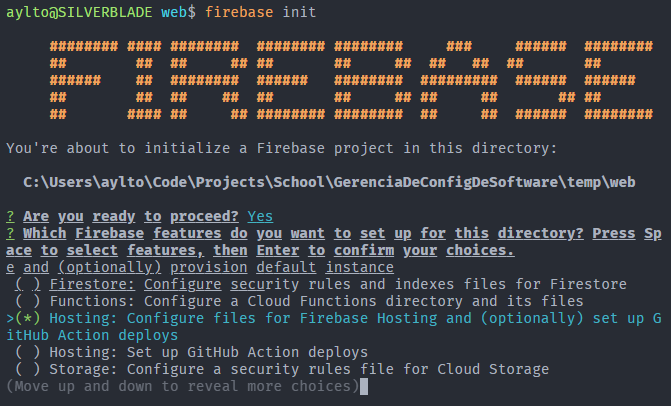 aylto@SILVERBLADE web$ firebase init
######## #### ########  ######## ########     ###     ######  ########
##        ##  ##     ## ##       ##     ##  ##   ##  ##       ##
######    ##  ########  ######   ########  #########  ######  ######
##        ##  ##    ##  ##       ##     ## ##     ##       ## ##
##       #### ##     ## ######## ########  ##     ##  ######  ########
You're about to initialize a Firebase project in this directory:
C:\Users\aylto\Code\Projects\School\GerenciaDeConfigDeSoftware\temp\web
? Are you ready to proceed? Yes
? Which Firebase features do you want to set up for this directory? Press Sp
ace to select features, then Enter to confirm your choices.
e and (optionally) provision default instance
( ) Firestore: Configure security rules and indexes files for Firestore
( ) Functions: Configure a Cloud Functions directory and its files
>(*) Hosting: Configure files for Firebase Hosting and (optionally) set up G
itHub Action deploys
( ) Hosting: Set up GitHub Action deploys
( ) Storage: Configure a security rules file for Cloud Storage
(Move up and down to reveal more choices)